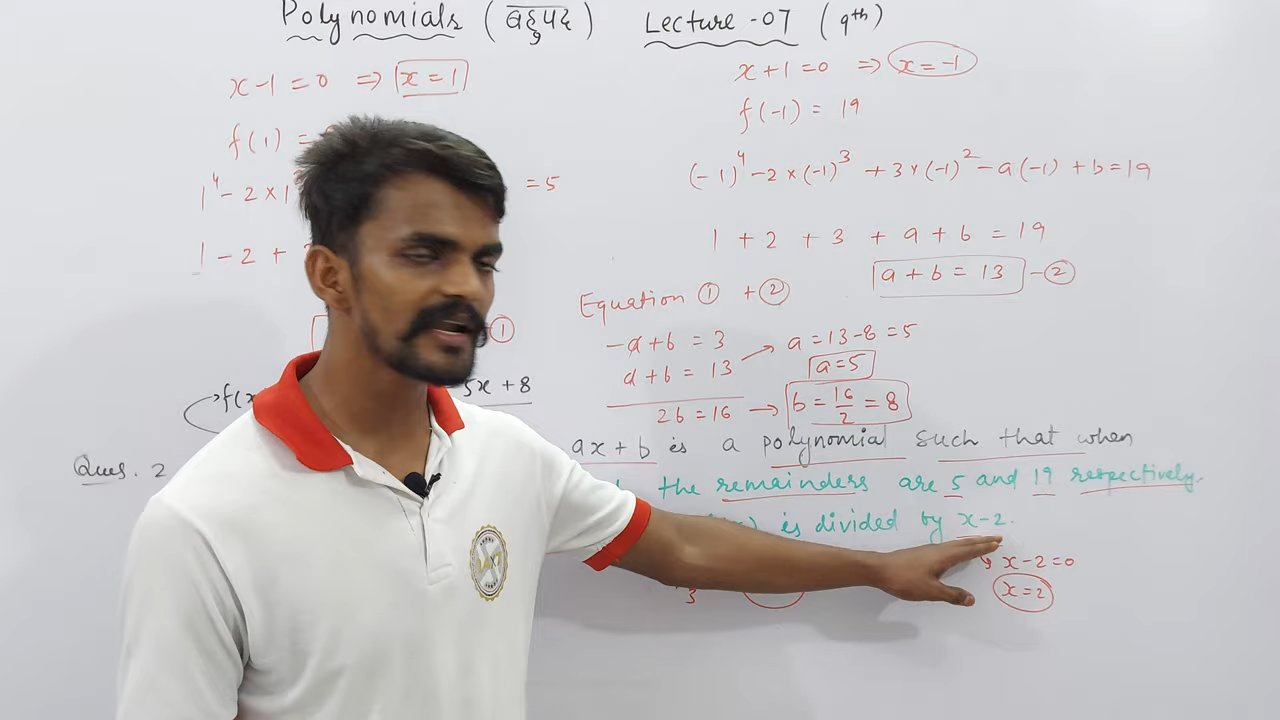 Polynomials (बहुपद) Lecture -07 (9th)
x-1 = 0 ⇒ x = 1
x+1 = 0 ⇒ x = -1
f(1) =
f(-1) = 19
1⁴ - 2 × 1 = 5
(-1)⁴ - 2 × (-1)³ + 3 × (-1)² - a(-1) + b = 19
1 - 2 +
1 + 2 + 3 + a + b = 19
a + b = 13 - ②
Equation ① + ②
①
-a + b = 3
a + b = 13
a = 13-8 = 5
a = 5
2b = 16 → b = 16/2 = 8
f(x 5x + 8
Ques. 2 ax + b is a polynomial such that when
the remainders are 5 and 19 respectively.
is divided by x-2.
x-2 = 0
x = 2
3